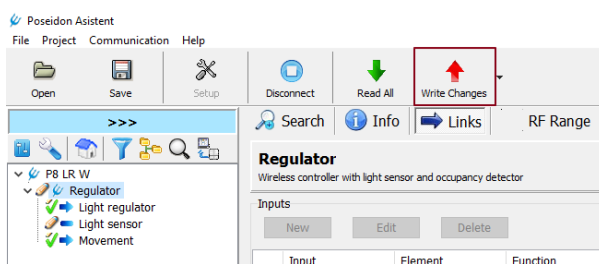 Poseidon Asistent
File Project Communication Help
Open Save Setup Disconnect Read All Write Changes
>>> Search Info Links RF Range
P8 LR W
Regulator
Light regulator
Light sensor
Movement
Regulator
Wireless controller with light sensor and occupancy detector
Inputs
New Edit Delete
Input Element Function